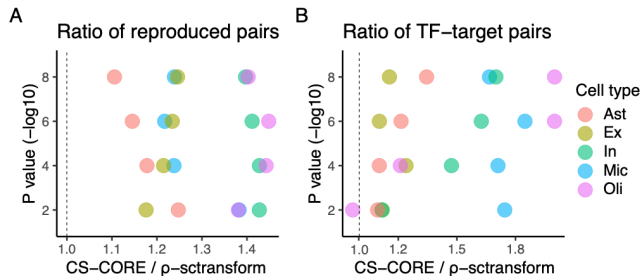 A
Ratio of reproduced pairs
P value (−log10)
8
6
4
2
1.0 1.1 1.2 1.3 1.4
CS−CORE / ρ−sctransform
B
Ratio of TF−target pairs
P value (−log10)
8
6
4
2
1.0 1.2 1.5 1.8
CS−CORE / ρ−sctransform
Cell type
Ast
Ex
In
Mic
Oli